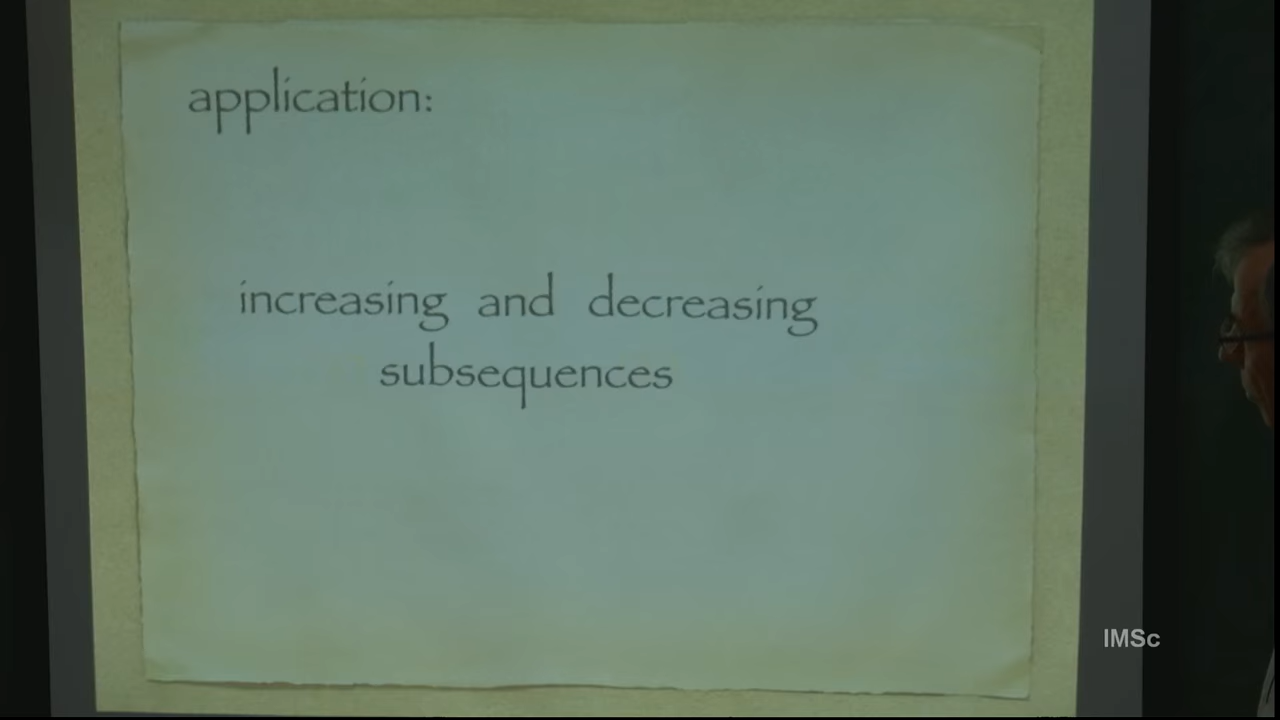 application:
increasing and decreasing
subsequences
IMSc